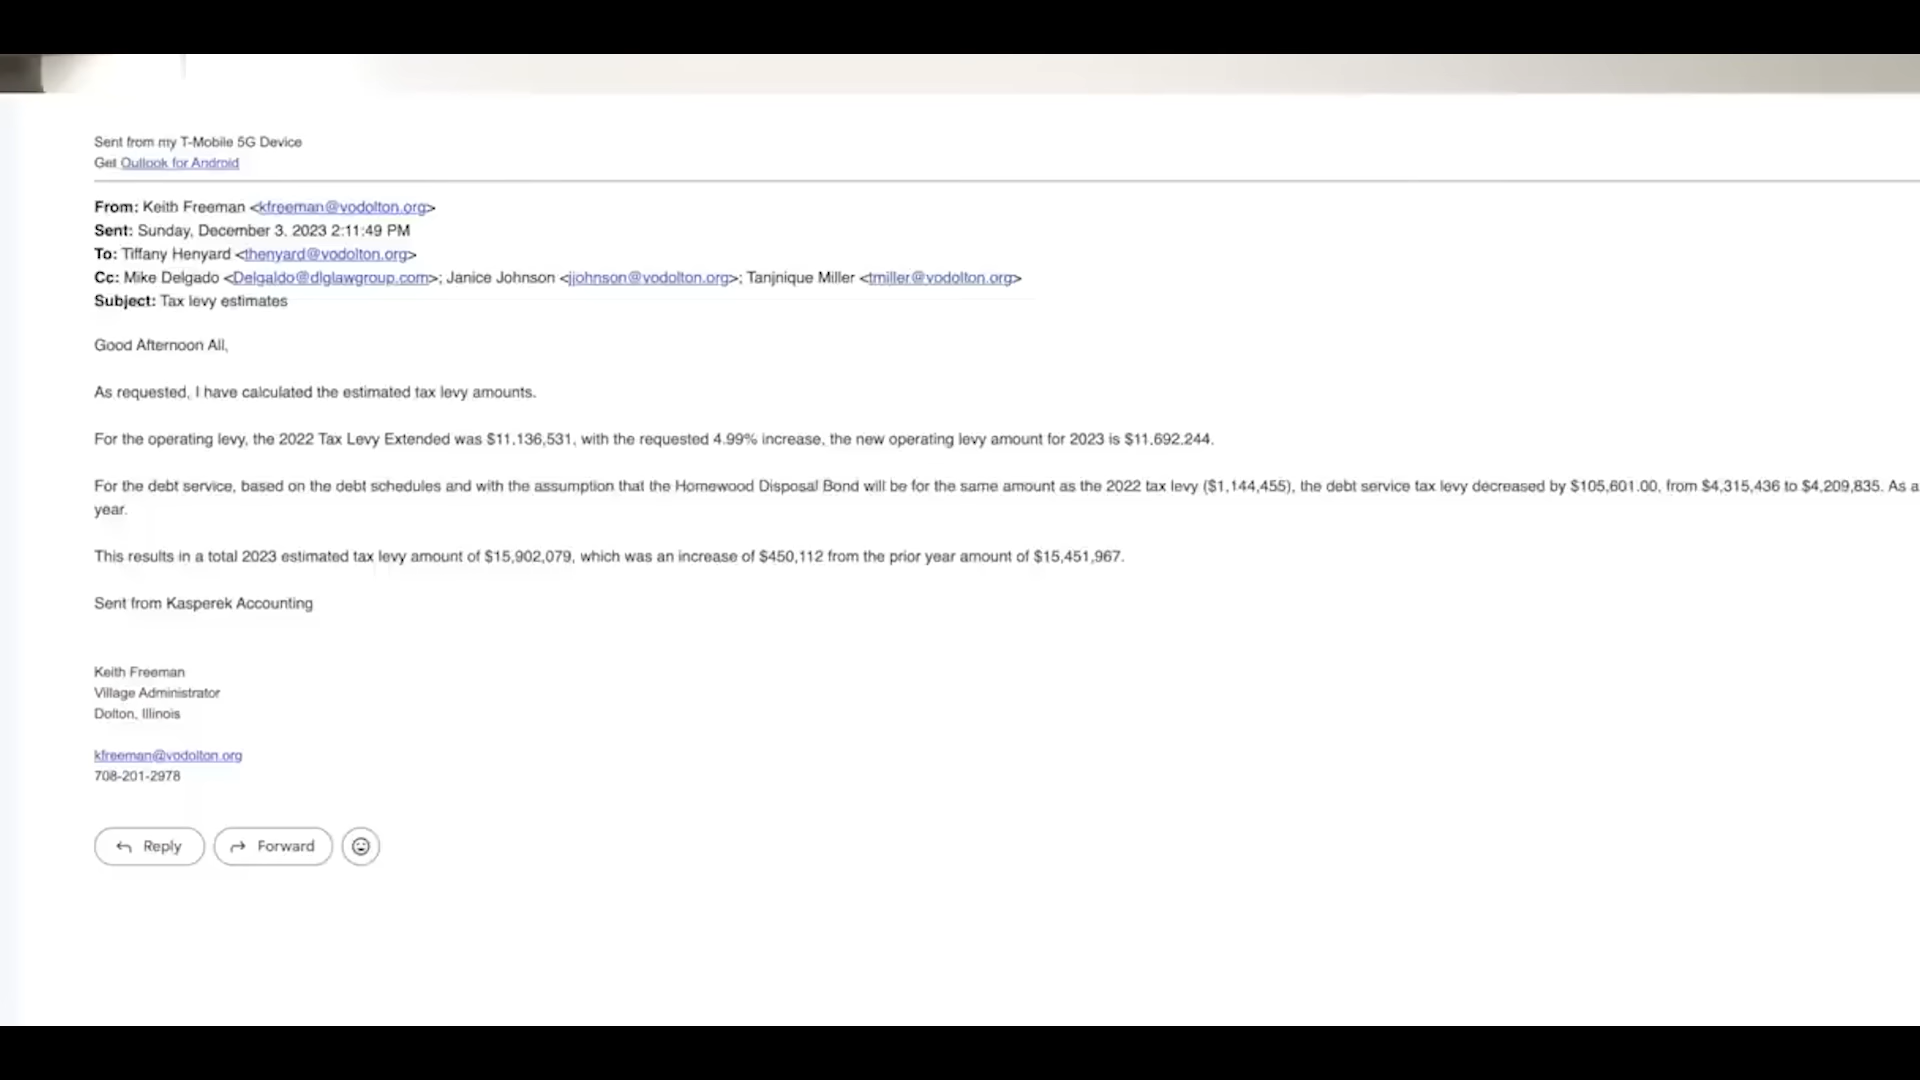 Sent from my T-Mobile 5G Device
Get Outlook for Android
From: Keith Freeman <kfreeman@vodolton.org>
Sent: Sunday, December 3, 2023 2:11:49 PM
To: Tiffany Henyard <thenyard@vodolton.org>
Cc: Mike Delgado <Delgaldo@dlglawgroup.com>; Janice Johnson <jjohnson@vodolton.org>; Tanjnique Miller <tmiller@vodolton.org>
Subject: Tax levy estimates
Good Afternoon All,
As requested, I have calculated the estimated tax levy amounts.
For the operating levy, the 2022 Tax Levy Extended was $11,136,531, with the requested 4.99% increase, the new operating levy amount for 2023 is $11,692,244.
For the debt service, based on the debt schedules and with the assumption that the Homewood Disposal Bond will be for the same amount as the 2022 tax levy ($1,144,455), the debt service tax levy decreased by $105,601.00, from $4,315,436 to $4,209,835. As a
year.
This results in a total 2023 estimated tax levy amount of $15,902,079, which was an increase of $450,112 from the prior year amount of $15,451,967.
Sent from Kasperek Accounting
Keith Freeman
Village Administrator
Dolton, Illinois
kfreeman@vodolton.org
708-201-2978
Reply Forward